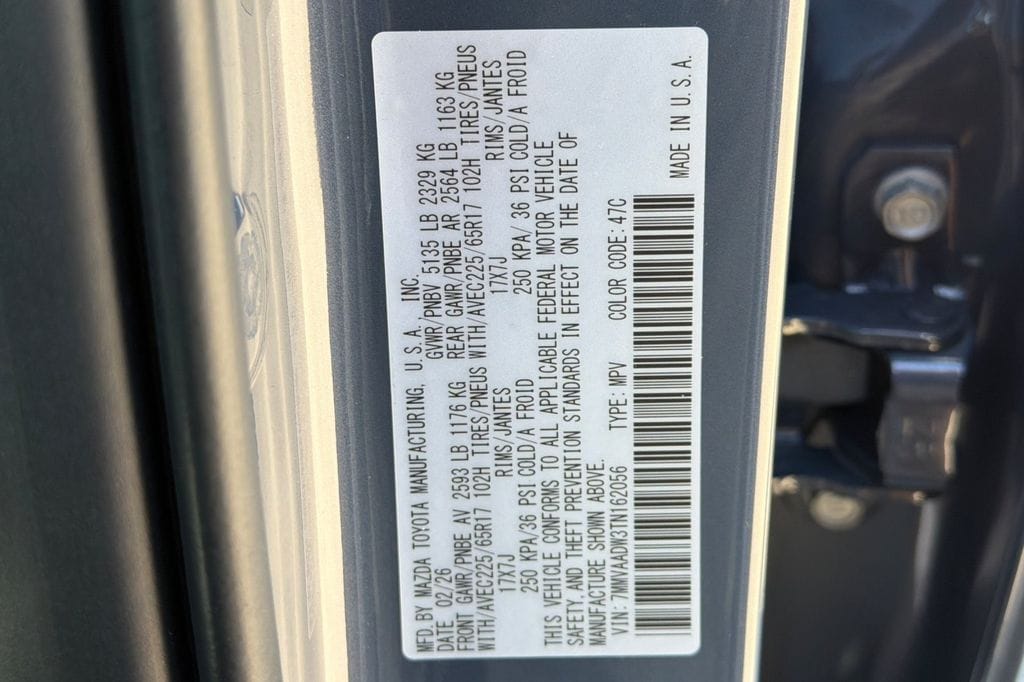 MFD. BY MAZDA TOYOTA MANUFACTURING, U.S.A. INC.
DATE 02/26 GVWR/PNBV 5135 LB 2329 KG
FRONT GAWR/PNBE AV 2593 LB 1176 KG REAR GAWR/PNBE AR 2564 LB 1163 KG
WITH/AVEC225/65R17 102H TIRES/PNEUS WITH/AVEC225/65R17 102H TIRES/PNEUS
17X7J RIMS/JANTES 17X7J RIMS/JANTES
250 KPA/36 PSI COLD/A FROID 250 KPA/ 36 PSI COLD/A FROID
THIS VEHICLE CONFORMS TO ALL APPLICABLE FEDERAL MOTOR VEHICLE
SAFETY,AND THEFT PREVENTION STANDARDS IN EFFECT ON THE DATE OF
MANUFACTURE SHOWN ABOVE.
VIN: 7MMVAADW3TN162056 TYPE: MPV COLOR CODE: 47C
MADE IN U.S.A.